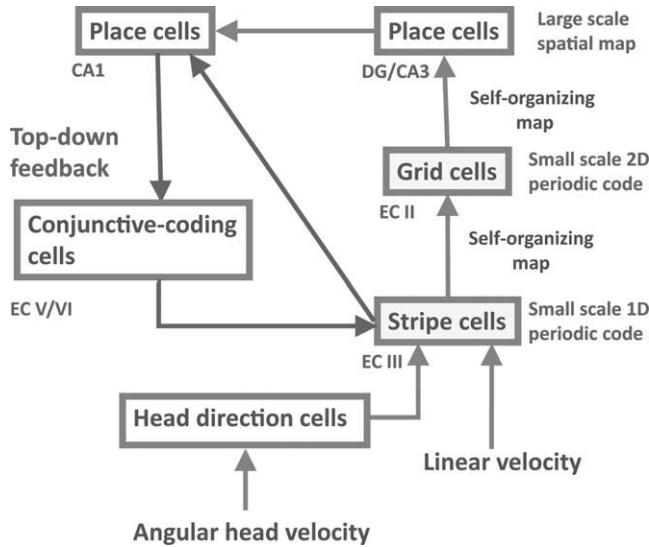 Place cells
CA1
Place cells
DG/CA3
Large scale
spatial map
Self-organizing
map
Top-down
feedback
Grid cells
EC II
Small scale 2D
periodic code
Conjunctive-coding
cells
EC V/VI
Self-organizing
map
Stripe cells
EC III
Small scale 1D
periodic code
Head direction cells
Linear velocity
Angular head velocity